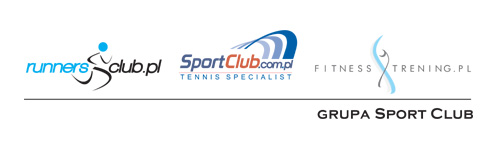 runners club.pl
SportClub.com.pl
TENNIS SPECIALIST
FITNESS TRENING.PL
GRUPA SPORT CLUB